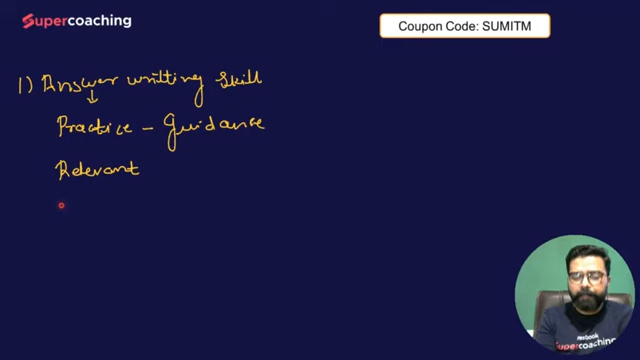 Supercoaching
Coupon Code: SUMITM
1) Answer writing skill
Practice - Guidance
Relevant
testbook
Supercoaching